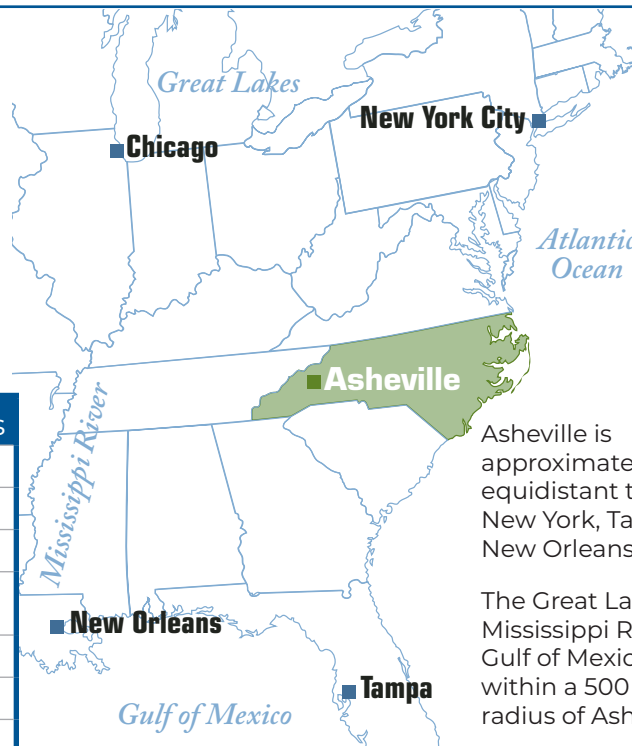 Great Lakes
New York City
Chicago
Atlantic
Ocean
Asheville
Mississippi River
New Orleans
Tampa
Gulf of Mexico
s
Asheville is
approximate
equidistant t
New York, Ta
New Orleans
The Great La
Mississippi R
Gulf of Mexic
within a 500
radius of Ash